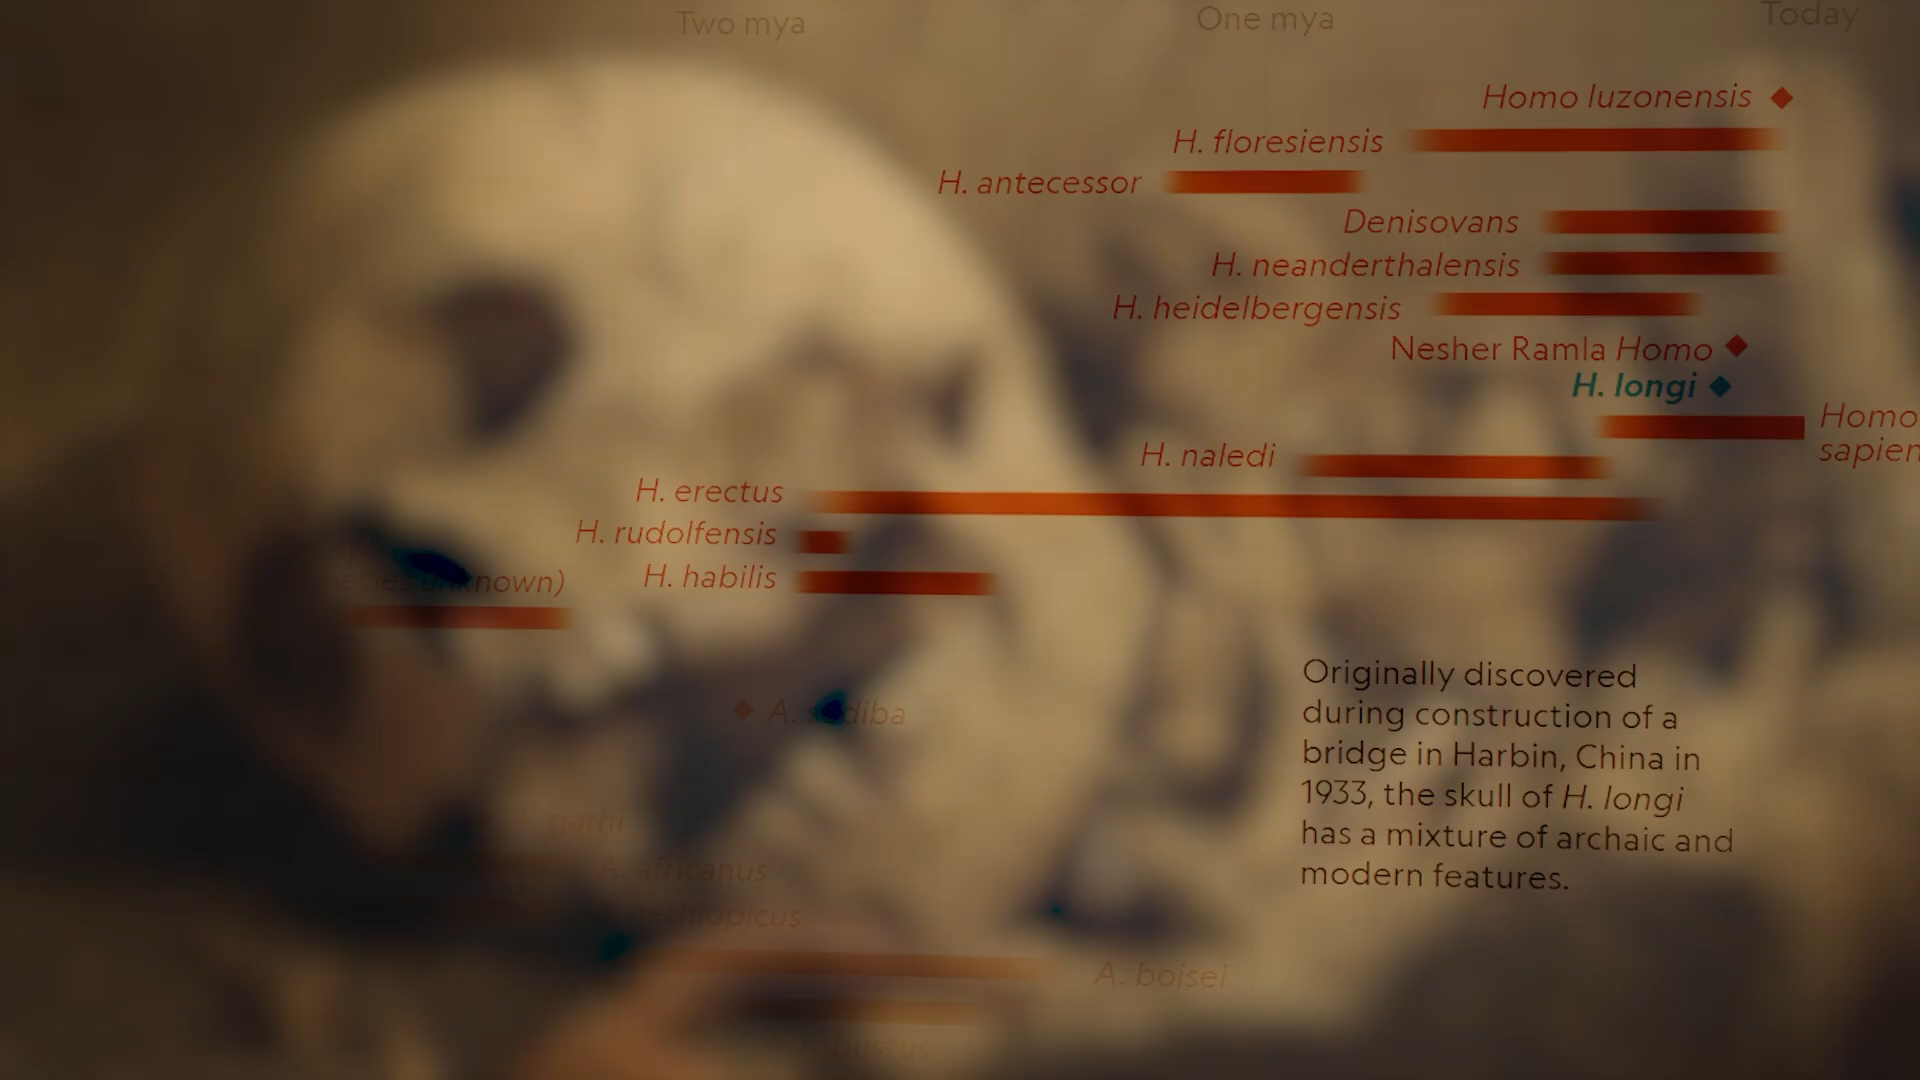 Two mya
One mya
Today
Homo luzonensis
H. floresiensis
H. antecessor
Denisovans
H. neanderthalensis
H. heidelbergensis
Nesher Ramla Homo
H. longi
Homo
sapien
H. naledi
H. erectus
H. rudolfensis
H. habilis
A. boisei
A. africanus
Originally discovered
during construction of a
bridge in Harbin, China in
1933, the skull of H. longi
has a mixture of archaic and
modern features.